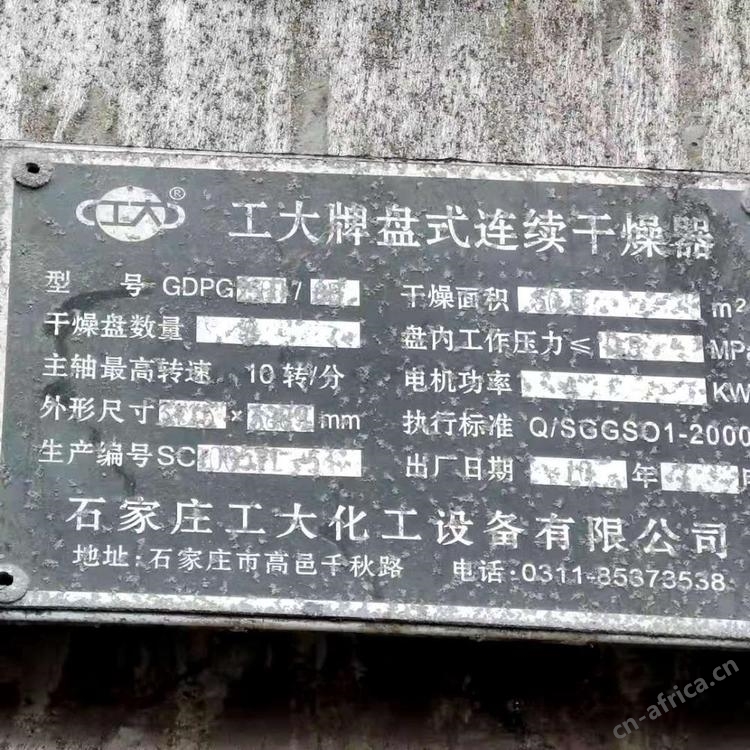 工大®
工大牌盘式连续干燥器
型 号 GDPG / 干燥面积 m²
干燥盘数量 盘内工作压力≤ MP
主轴最高转速 10 转/分 电机功率 KW
外形尺寸 × mm 执行标准 Q/SGGSO1-2000
生产编号SC 出厂日期 年
石家庄工大化工设备有限公司
地址:石家庄市高邑千秋路 电话:0311-85373538
cn-africa.cn